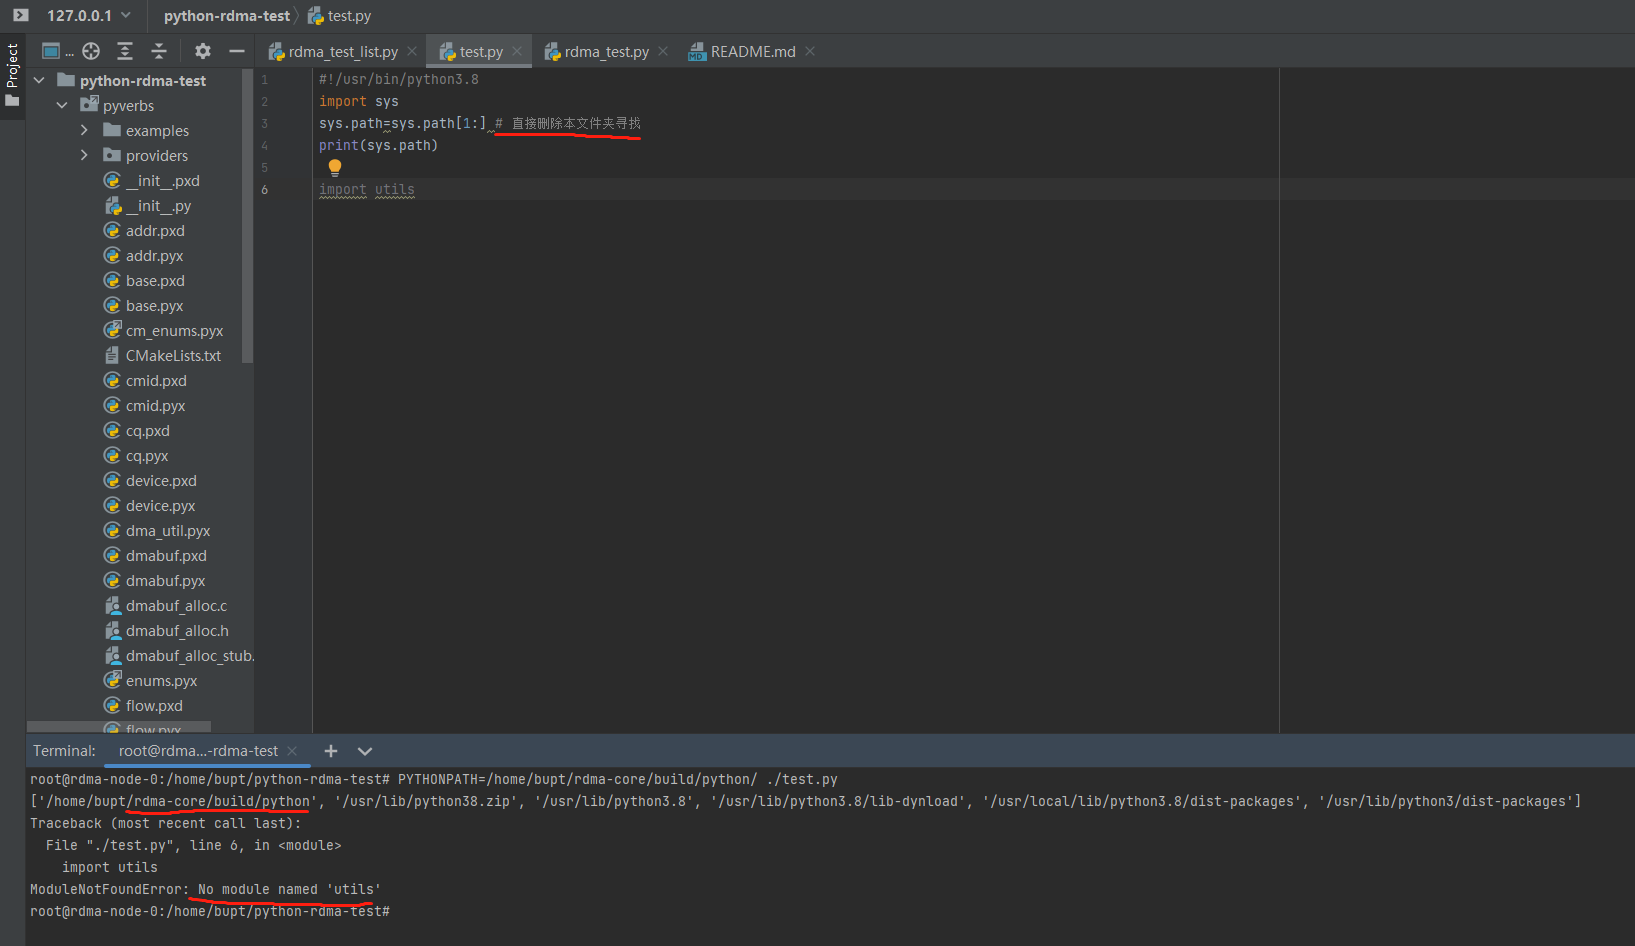 127.0.0.1
python-rdma-test
test.py
Project
...
rdma_test_list.py
test.py
rdma_test.py
README.md
python-rdma-test
pyverbs
examples
providers
__init__.pxd
__init__.py
addr.pxd
addr.pyx
base.pxd
base.pyx
cm_enums.pyx
CMakeLists.txt
cmid.pxd
cmid.pyx
cq.pxd
cq.pyx
device.pxd
device.pyx
dma_util.pyx
dmabuf.pxd
dmabuf.pyx
dmabuf_alloc.c
dmabuf_alloc.h
dmabuf_alloc_stub.
enums.pyx
flow.pxd
flow.pyx
1 #!/usr/bin/python3.8
2 import sys
3 sys.path=sys.path[1:] # 直接删除本文件夹寻找
4 print(sys.path)
5
6 import utils
Terminal: root@rdma...-rdma-test
root@rdma-node-0:/home/bupt/python-rdma-test# PYTHONPATH=/home/bupt/rdma-core/build/python/ ./test.py
['/home/bupt/rdma-core/build/python', '/usr/lib/python38.zip', '/usr/lib/python3.8', '/usr/lib/python3.8/lib-dynload', '/usr/local/lib/python3.8/dist-packages', '/usr/lib/python3/dist-packages']
Traceback (most recent call last):
  File "./test.py", line 6, in <module>
    import utils
ModuleNotFoundError: No module named 'utils'
root@rdma-node-0:/home/bupt/python-rdma-test#